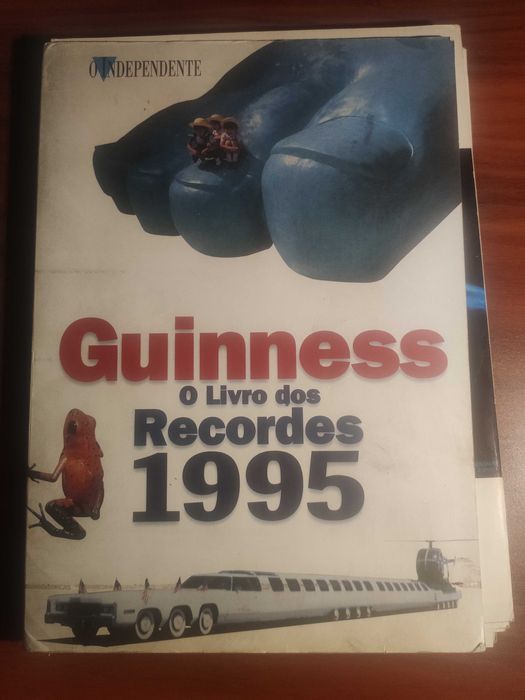 O INDEPENDENTE
Guinness
O Livro dos
Recordes
1995